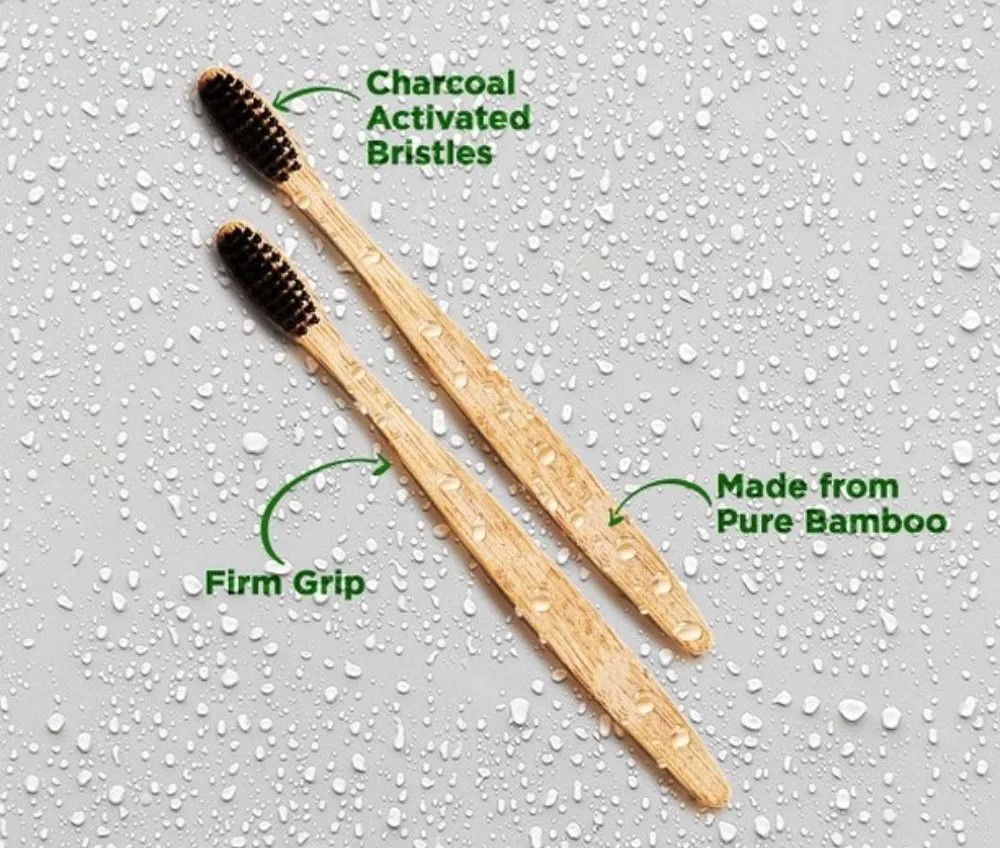 Charcoal
Activated
Bristles
Made from
Pure Bamboo
Firm Grip